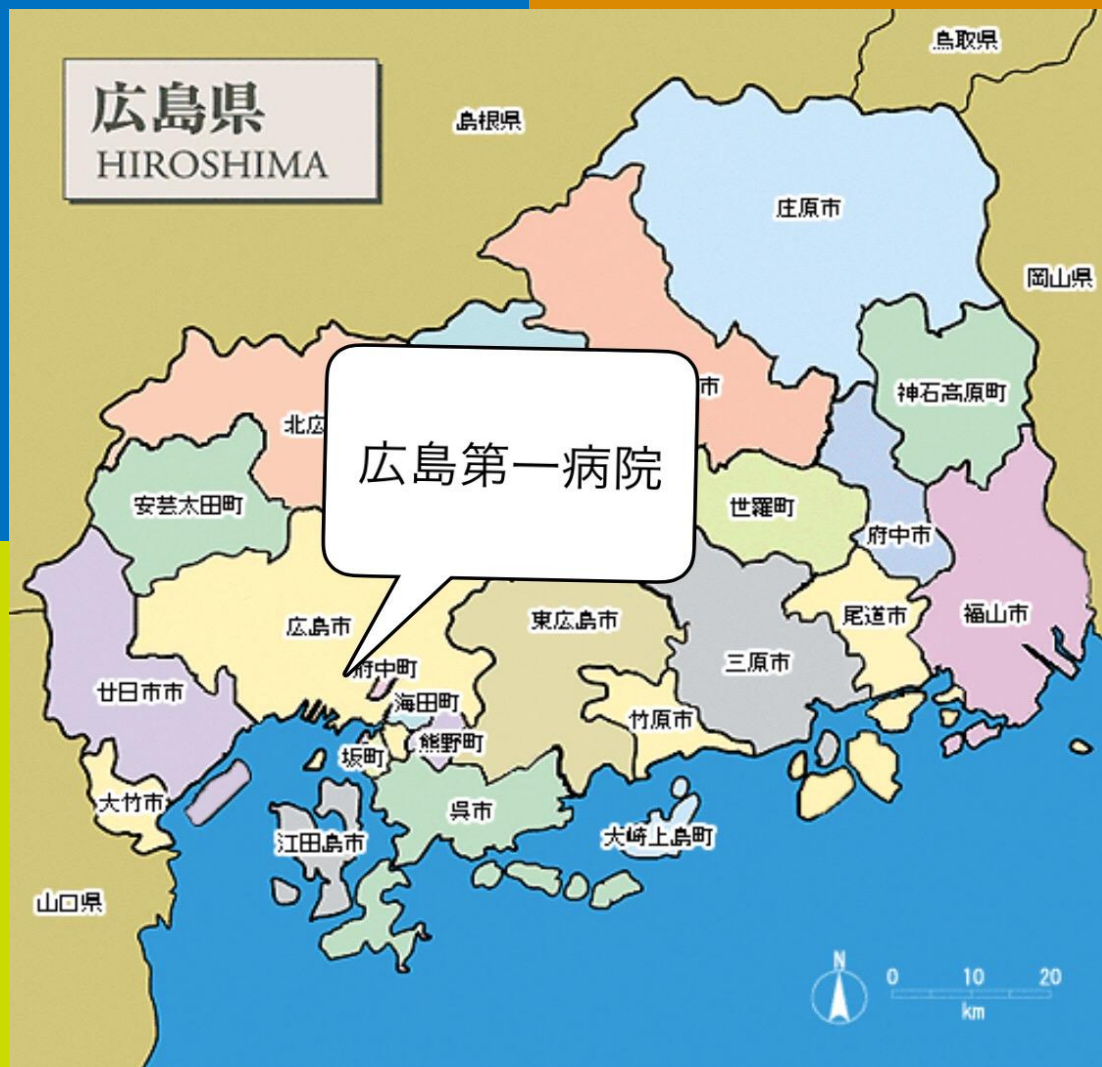 広島県
HIROSHIMA
鳥取県
島根県
庄原市
岡山県
神石高原町
市
北広
広島第一病院
安芸太田町
世羅町
府中市
広島市
東広島市
尾道市
福山市
府中町
三原市
廿日市市
海田町
竹原市
坂町
熊野町
大竹市
呉市
江田島市
大崎上島町
山口県
N
0 10 20
km